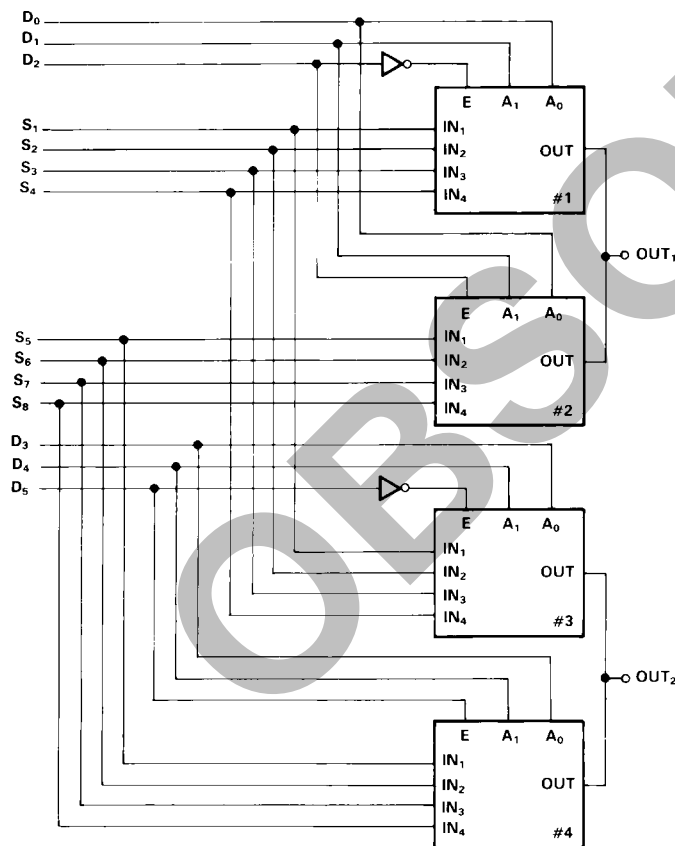 D0
D1
D2
E A1 A0
S1 IN1
S2 IN2 OUT
S3 IN3
S4 IN4 #1
OUT1
E A1 A0
S5 IN1
S6 IN2 OUT
S7 IN3
S8 IN4 #2
D3
D4
D5
E A1 A0
IN1
IN2 OUT
IN3
IN4 #3
OUT2
E A1 A0
IN1
IN2 OUT
IN3
IN4 #4